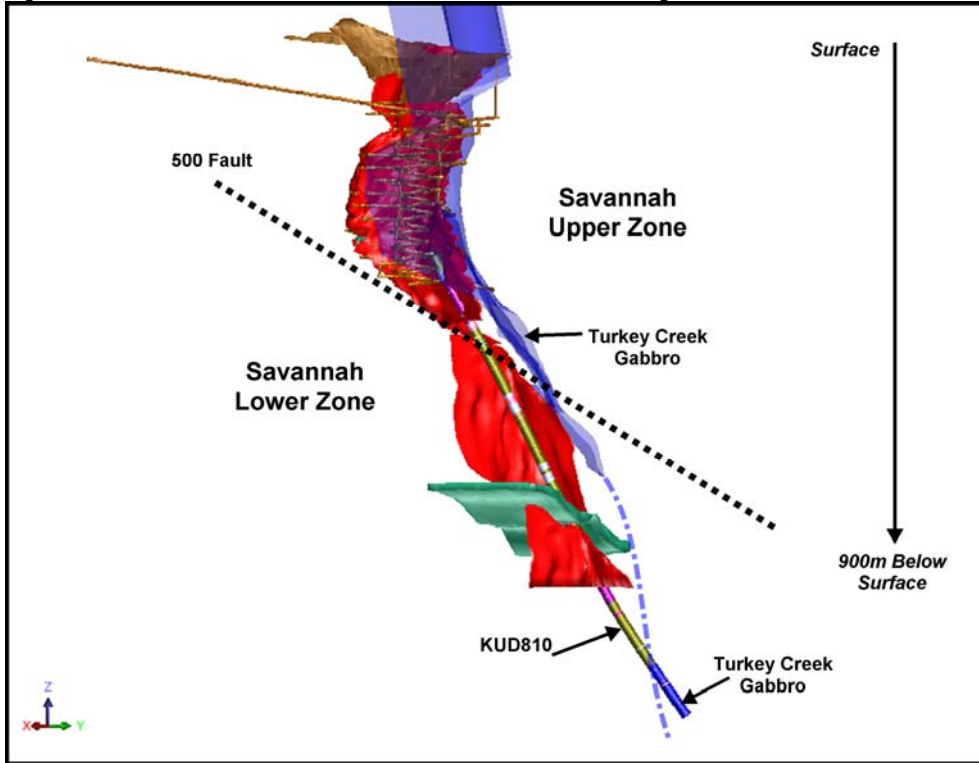 Surface
500 Fault
Savannah
Upper Zone
Turkey Creek
Gabbro
Savannah
Lower Zone
900m Below
Surface
KUD810
Turkey Creek
Gabbro
Z
X
Y